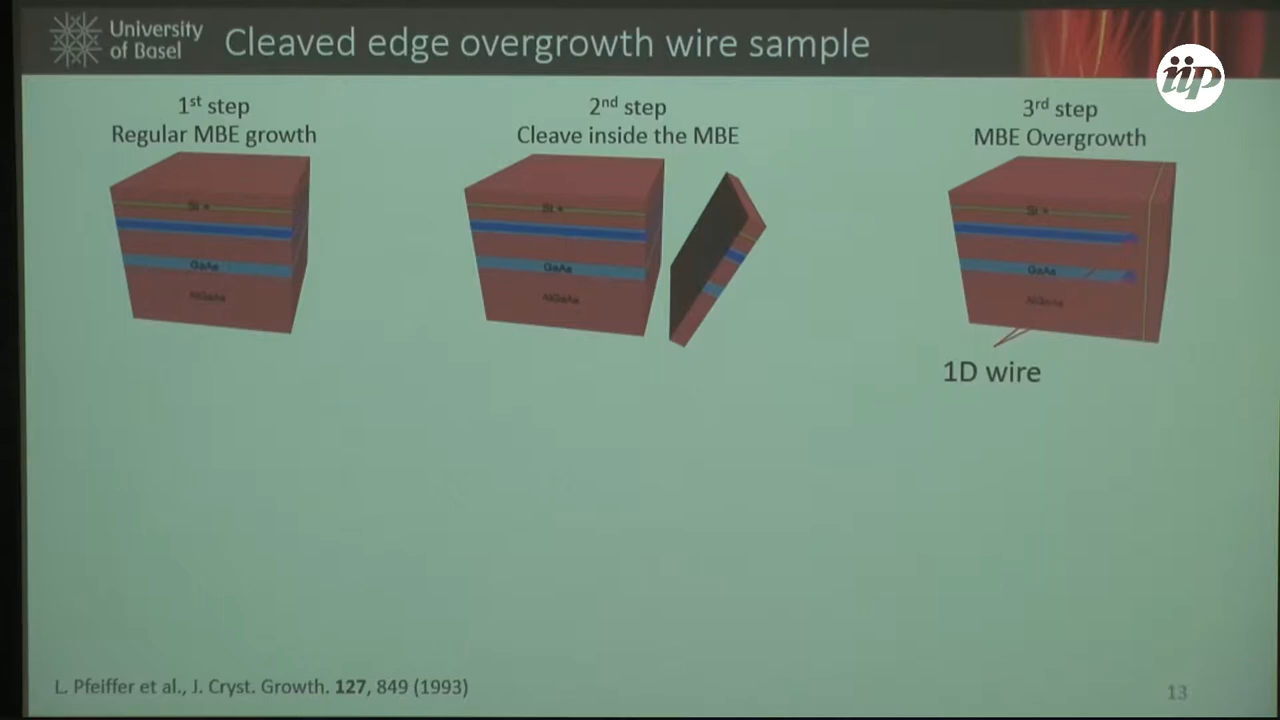 University
of Basel
Cleaved edge overgrowth wire sample
iip
1st step
Regular MBE growth
2nd step
Cleave inside the MBE
3rd step
MBE Overgrowth
GaAs
AlGaAs
GaAs
AlGaAs
GaAs
AlGaAs
1D wire
L. Pfeiffer et al., J. Cryst. Growth. 127, 849 (1993)
13